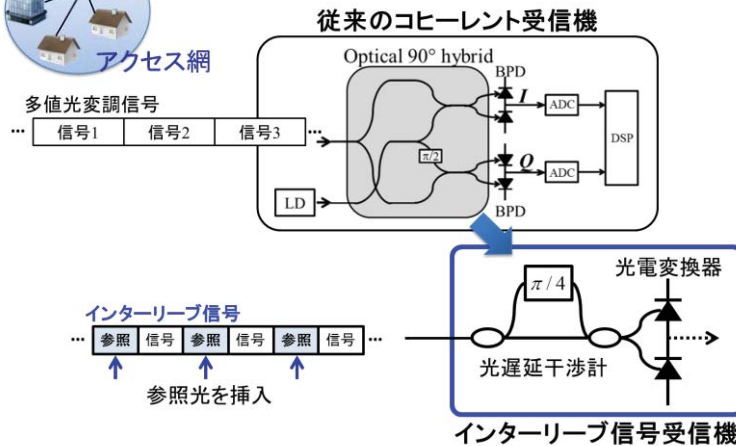 従来のコヒーレント受信機
アクセス網
Optical 90° hybrid
BPD
多値光変調信号
I
ADC
··· 信号1 信号2 信号3 ···
DSP
π/2
Q
ADC
LD
BPD
π/4
光電変換器
インターリーブ信号
··· 参照 信号 参照 信号 参照 信号 ···
光遅延干渉計
参照光を挿入
インターリーブ信号受信機